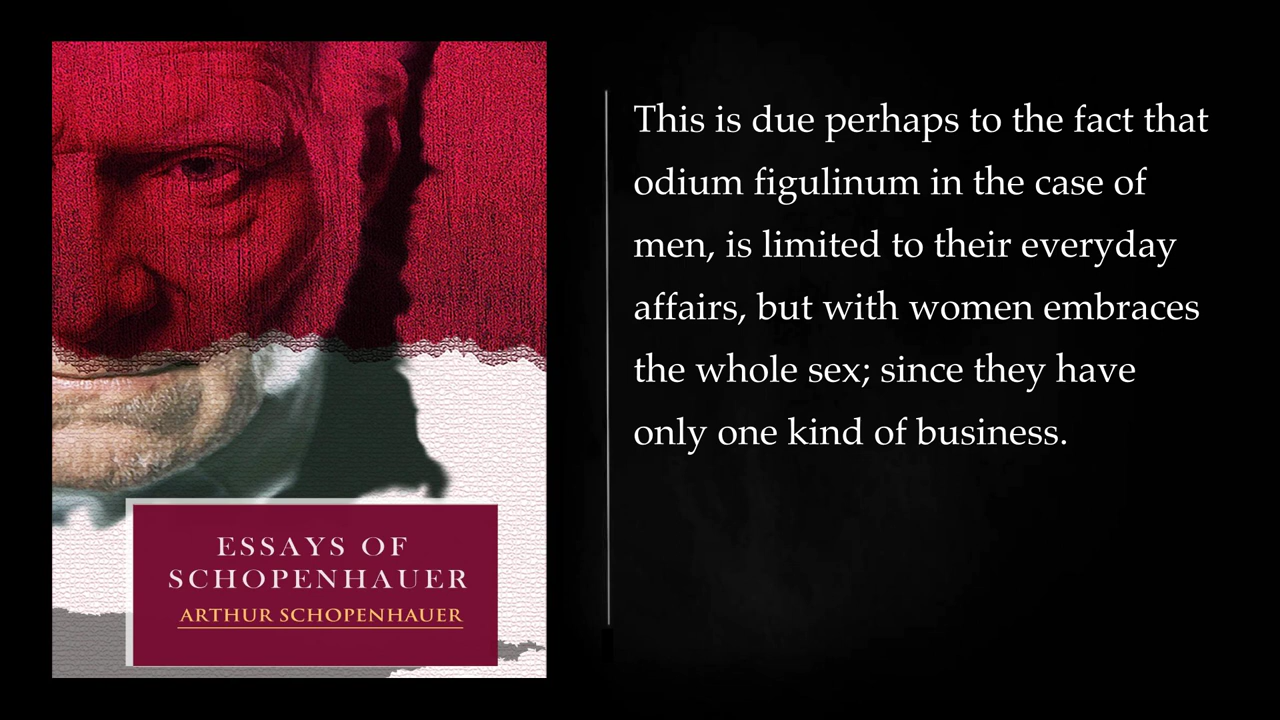 ESSAYS OF
SCHOPENHAUER
ARTHUR SCHOPENHAUER
This is due perhaps to the fact that
odium figulinum in the case of
men, is limited to their everyday
affairs, but with women embraces
the whole sex; since they have
only one kind of business.